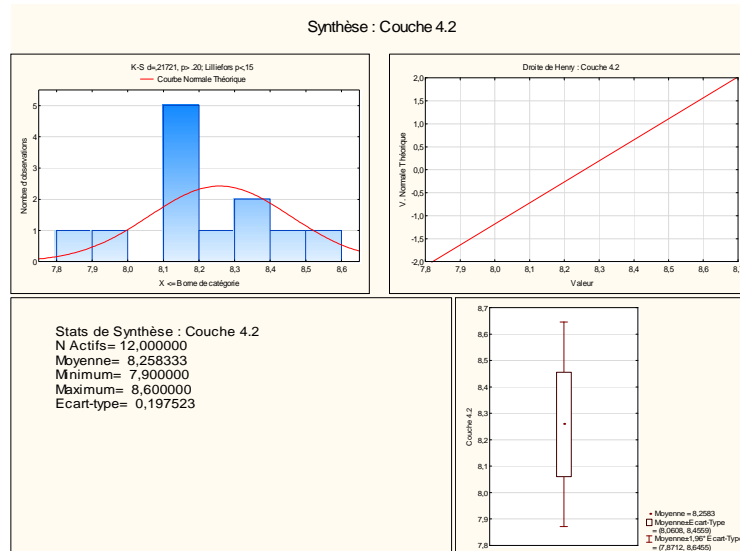 Synthèse : Couche 4.2
K-S d=,21721, p> .20; Lilliefors p<,15
Courbe Normale Théorique
Nombre d'observations
5
4
3
2
1
0
7,8 7,9 8,0 8,1 8,2 8,3 8,4 8,5 8,6
X <= Borne de catégorie
Droite de Henry : Couche 4.2
V. Normale Théorique
2,0
1,5
1,0
0,5
0,0
-0,5
-1,0
-1,5
-2,0
7,8 7,9 8,0 8,1 8,2 8,3 8,4 8,5 8,6
Valeur
Stats de Synthèse : Couche 4.2
N Actifs= 12,000000
Moyenne= 8,258333
Minimum= 7,900000
Maximum= 8,600000
Ecart-type= 0,197523
Couche 4.2
8,7
8,6
8,5
8,4
8,3
8,2
8,1
8,0
7,9
7,8
Moyenne = 8,2583
Moyenne±Ecart-Type
= (8,0608, 8,4559)
Moyenne±1,96*Ecart-Type
= (7,8712, 8,6455)